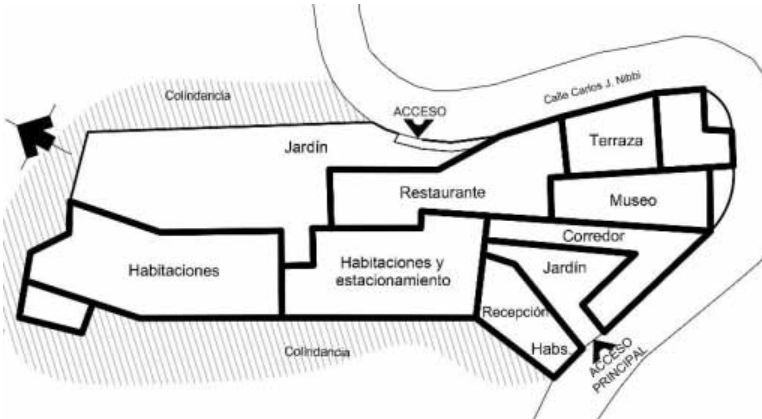 Colindancia
ACCESO
Calle Carlos J. Nibbi
Jardín
Terraza
Restaurante
Museo
Corredor
Habitaciones
Habitaciones y
estacionamiento
Jardín
Recepción
Habs.
Colindancia
ACCESO
PRINCIPAL